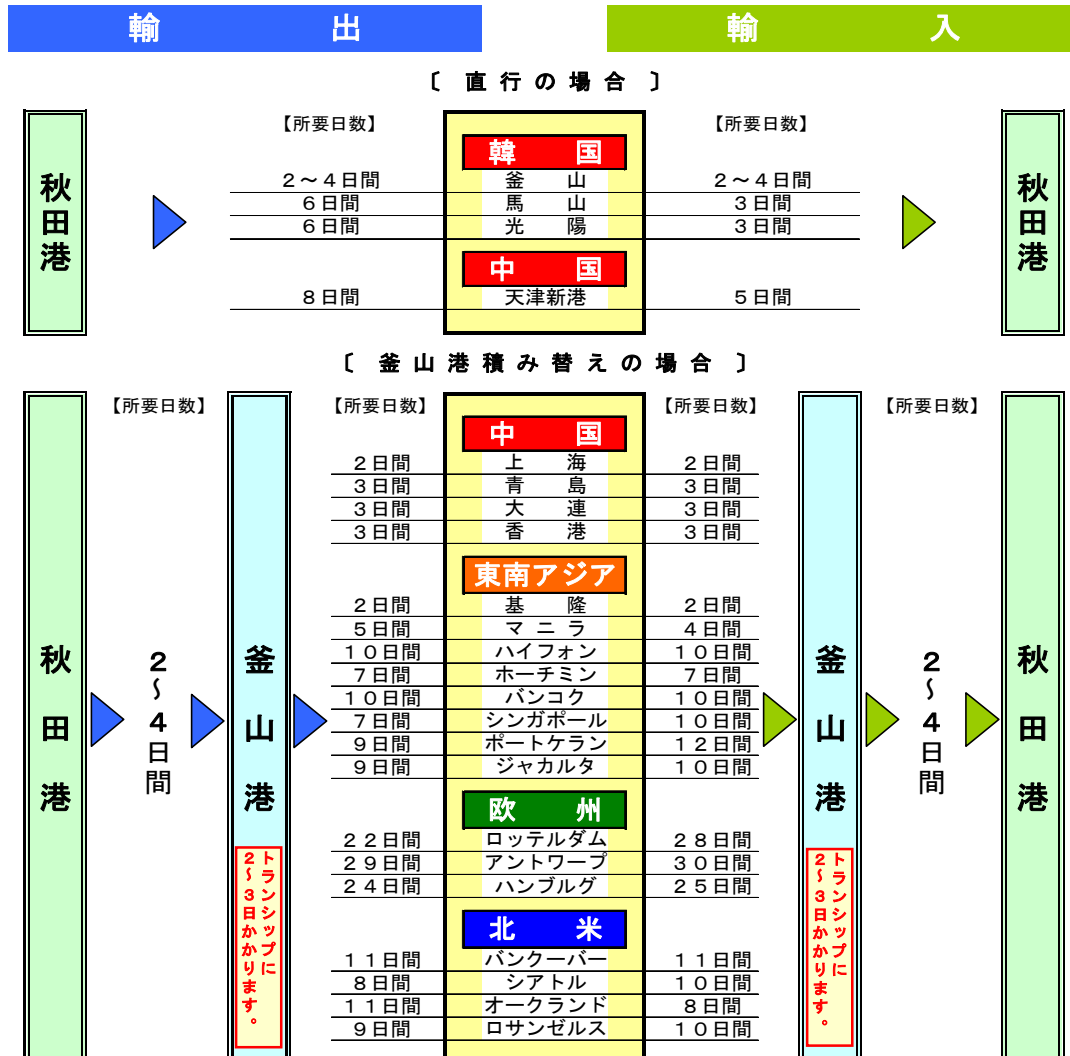 輸出
輸入
〔 直行の場合 〕
【所要日数】
【所要日数】
秋田港
韓国
２～４日間 釜山 ２～４日間
６日間 馬山 ３日間
６日間 光陽 ３日間
中国
８日間 天津新港 ５日間
秋田港
〔 釜山港積み替えの場合 〕
【所要日数】
【所要日数】
【所要日数】
【所要日数】
秋田港
２～４日間
釜山港
トランシップに
２～３日かかります。
中国
２日間 上海 ２日間
３日間 青島 ３日間
３日間 大連 ３日間
３日間 香港 ３日間
東南アジア
２日間 基隆 ２日間
５日間 マニラ ４日間
１０日間 ハイフォン １０日間
７日間 ホーチミン ７日間
１０日間 バンコク １０日間
７日間 シンガポール １０日間
９日間 ポートケラン １２日間
９日間 ジャカルタ １０日間
欧州
２２日間 ロッテルダム ２８日間
２９日間 アントワープ ３０日間
２４日間 ハンブルグ ２５日間
北米
１１日間 バンクーバー １１日間
８日間 シアトル １０日間
１１日間 オークランド ８日間
９日間 ロサンゼルス １０日間
釜山港
トランシップに
２～３日かかります。
２～４日間
秋田港